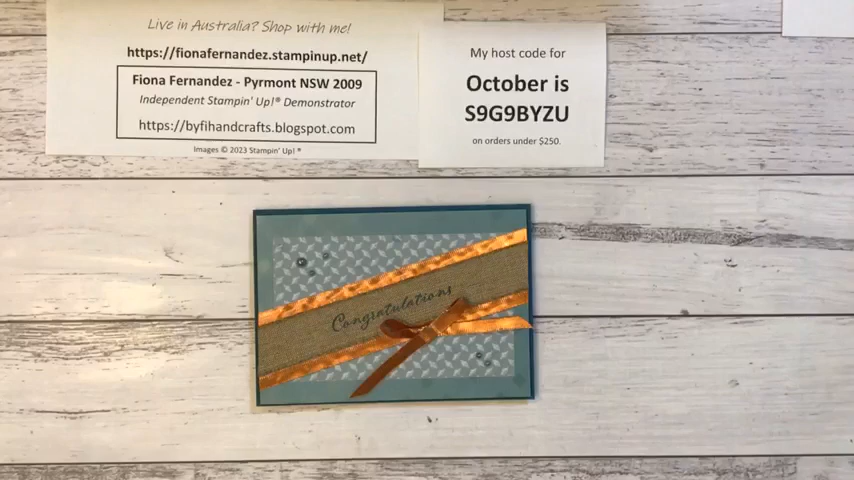 Live in Australia? Shop with me!
https://fionafernandez.stampinup.net/
Fiona Fernandez - Pyrmont NSW 2009
Independent Stampin' Up!® Demonstrator
https://byfihandcrafts.blogspot.com
Images © 2023 Stampin' Up! ®
My host code for
October is
S9G9BYZU
on orders under $250.
Congratulations